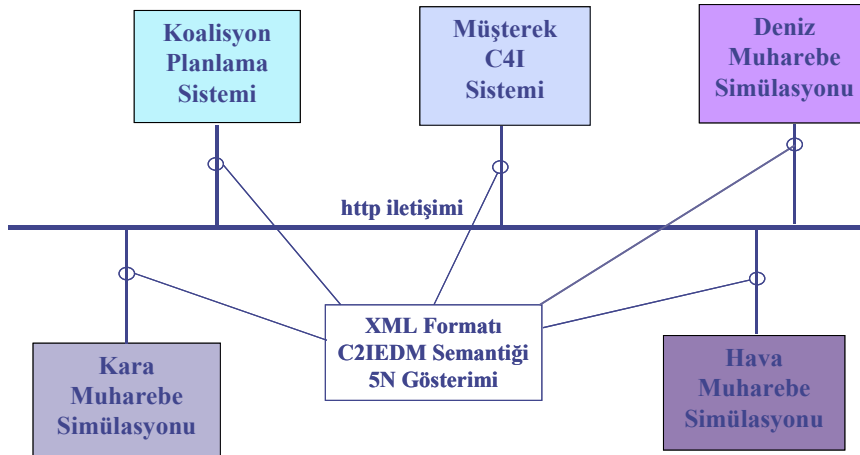 Koalisyon
Planlama
Sistemi
Müşterek
C4I
Sistemi
Deniz
Muharebe
Simülasyonu
http iletişimi
XML Formatı
C2IEDM Semantiği
5N Gösterimi
Kara
Muharebe
Simülasyonu
Hava
Muharebe
Simülasyonu